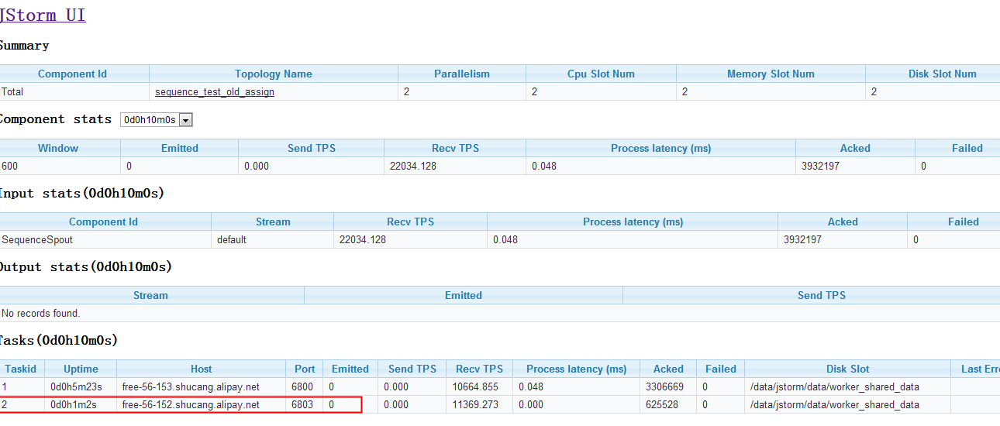 JStorm UI
Summary
Component Id Topology Name Parallelism Cpu Slot Num Memory Slot Num Disk Slot Num
Total sequence_test_old_assign 2 2 2 2
Component stats 0d0h10m0s
Window Emitted Send TPS Recv TPS Process latency (ms) Acked Failed
600 0 0.000 22034.128 0.048 3932197 0
Input stats(0d0h10m0s)
Component Id Stream Recv TPS Process latency (ms) Acked Failed
SequenceSpout default 22034.128 0.048 3932197 0
Output stats(0d0h10m0s)
Stream Emitted Send TPS
No records found.
Tasks(0d0h10m0s)
Taskid Uptime Host Port Emitted Send TPS Recv TPS Process latency (ms) Acked Failed Disk Slot Last Erro
1 0d0h5m23s free-56-153.shucang.alipay.net 6800 0 0.000 10664.855 0.048 3306669 0 /data/jstorm/data/worker_shared_data
2 0d0h1m2s free-56-152.shucang.alipay.net 6803 0 0.000 11369.273 0.000 625528 0 /data/jstorm/data/worker_shared_data